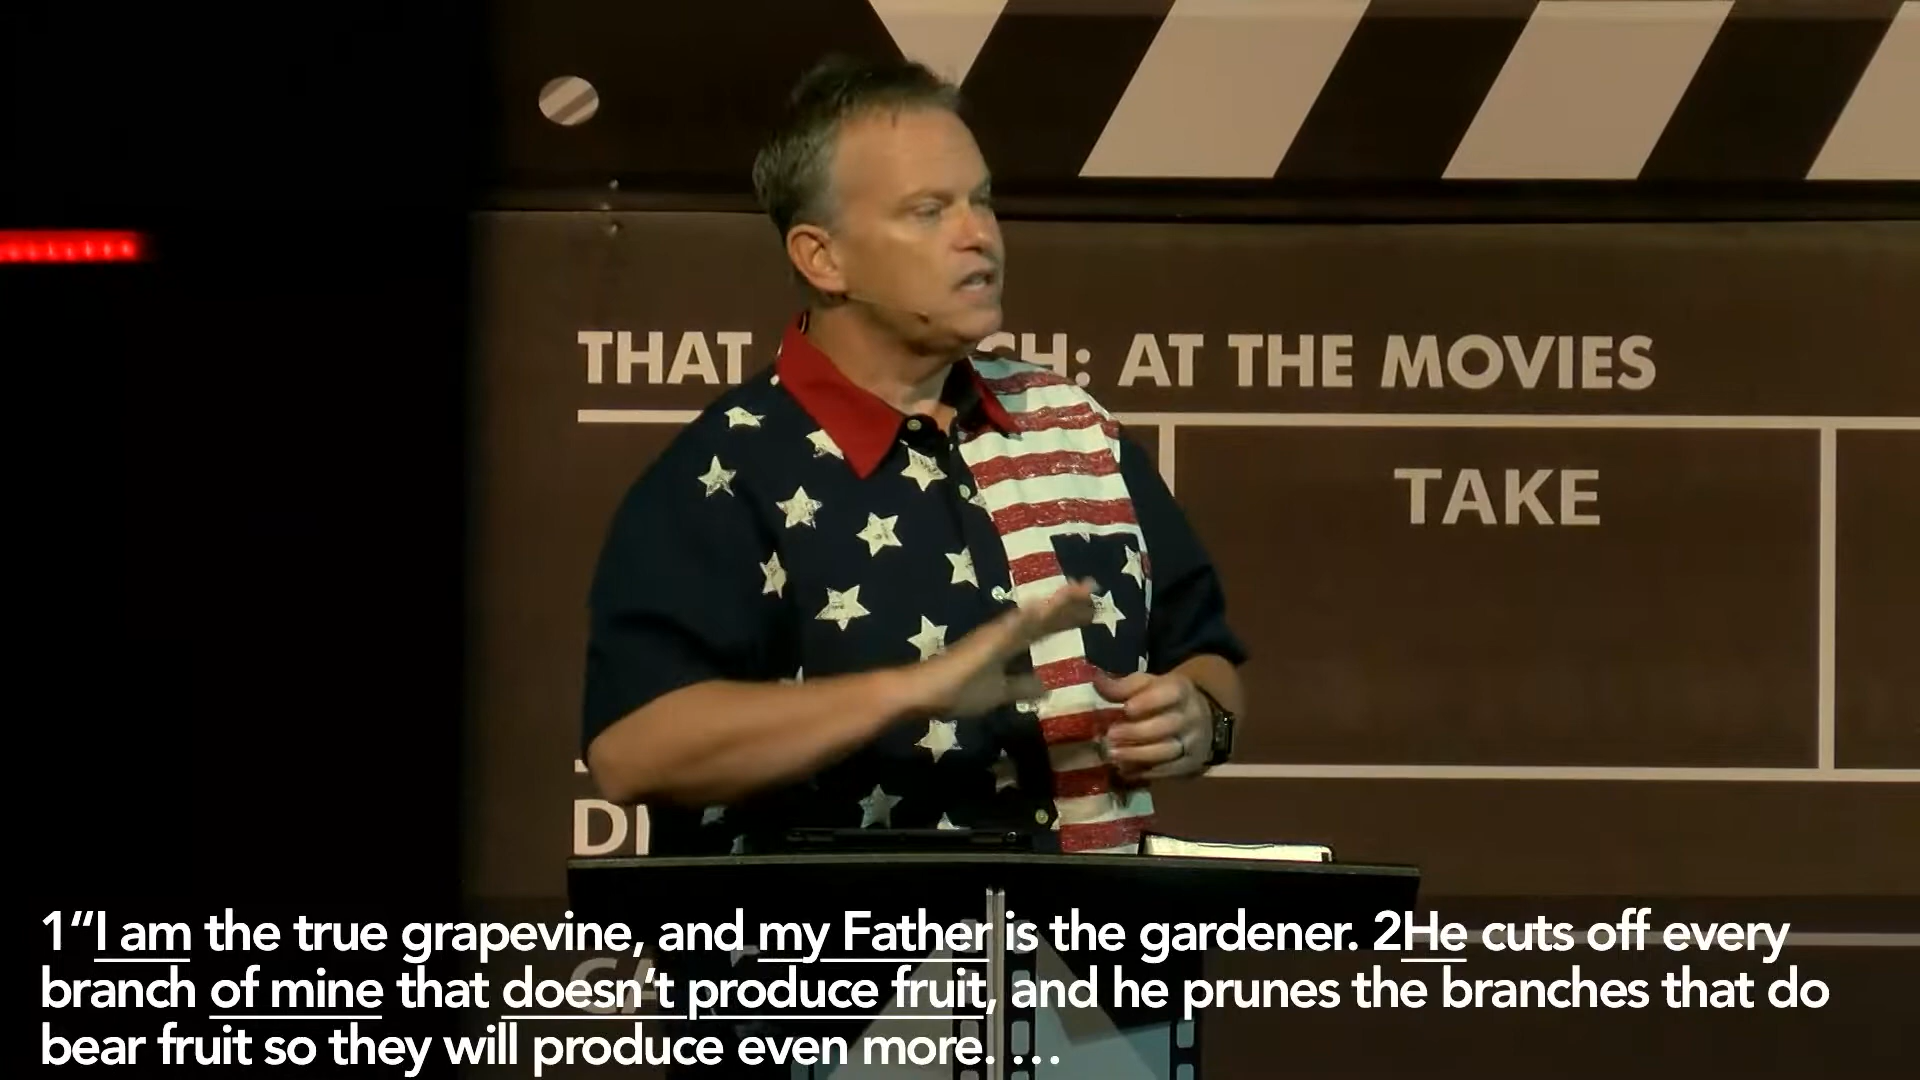 THAT CH: AT THE MOVIES
TAKE
DI
1“I am the true grapevine, and my Father is the gardener. 2He cuts off every
branch of mine that doesn’t produce fruit, and he prunes the branches that do
bear fruit so they will produce even more. …